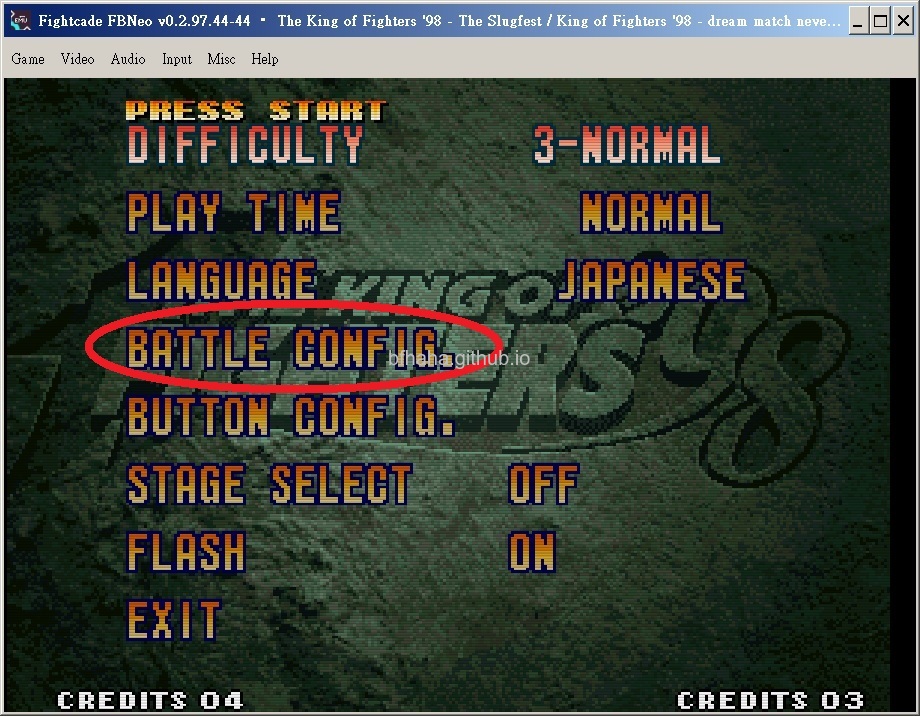 Fightcade FBNeo v0.2.97.44-44 • The King of Fighters '98 - The Slugfest / King of Fighters '98 - dream match neve...
Game Video Audio Input Misc Help
PRESS START
DIFFICULTY 3-NORMAL
PLAY TIME NORMAL
LANGUAGE JAPANESE
THE KING OF
FIGHTERS '98
BATTLE CONFIG.
bfhaha.github.io
BUTTON CONFIG.
STAGE SELECT OFF
FLASH ON
EXIT
CREDITS 04 CREDITS 03